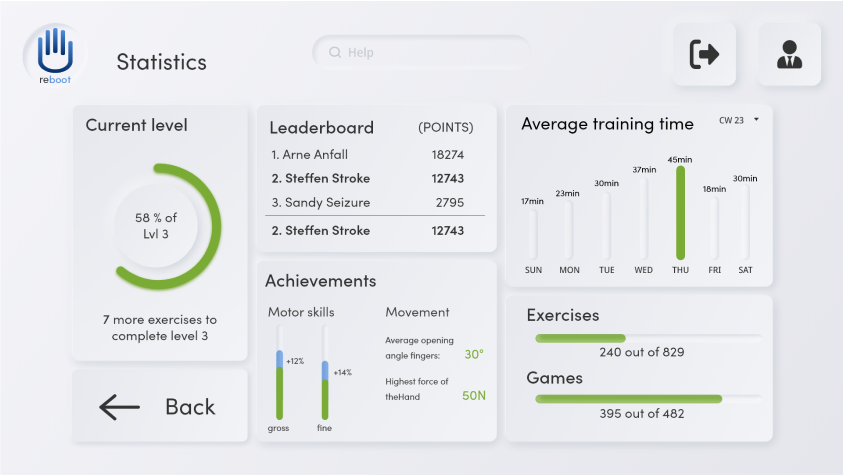 reboot
Statistics
Help
Current level
58 % of
Lvl 3
7 more exercises to
complete level 3
Back
Leaderboard (POINTS)
1. Arne Anfall 18274
2. Steffen Stroke 12743
3. Sandy Seizure 2795
2. Steffen Stroke 12743
Achievements
Motor skills
+12%
+14%
gross fine
Movement
Average opening
angle fingers: 30°
Highest force of
theHand 50N
Average training time CW 23
17min 23min 30min 37min 45min 18min 30min
SUN MON TUE WED THU FRI SAT
Exercises
240 out of 829
Games
395 out of 482